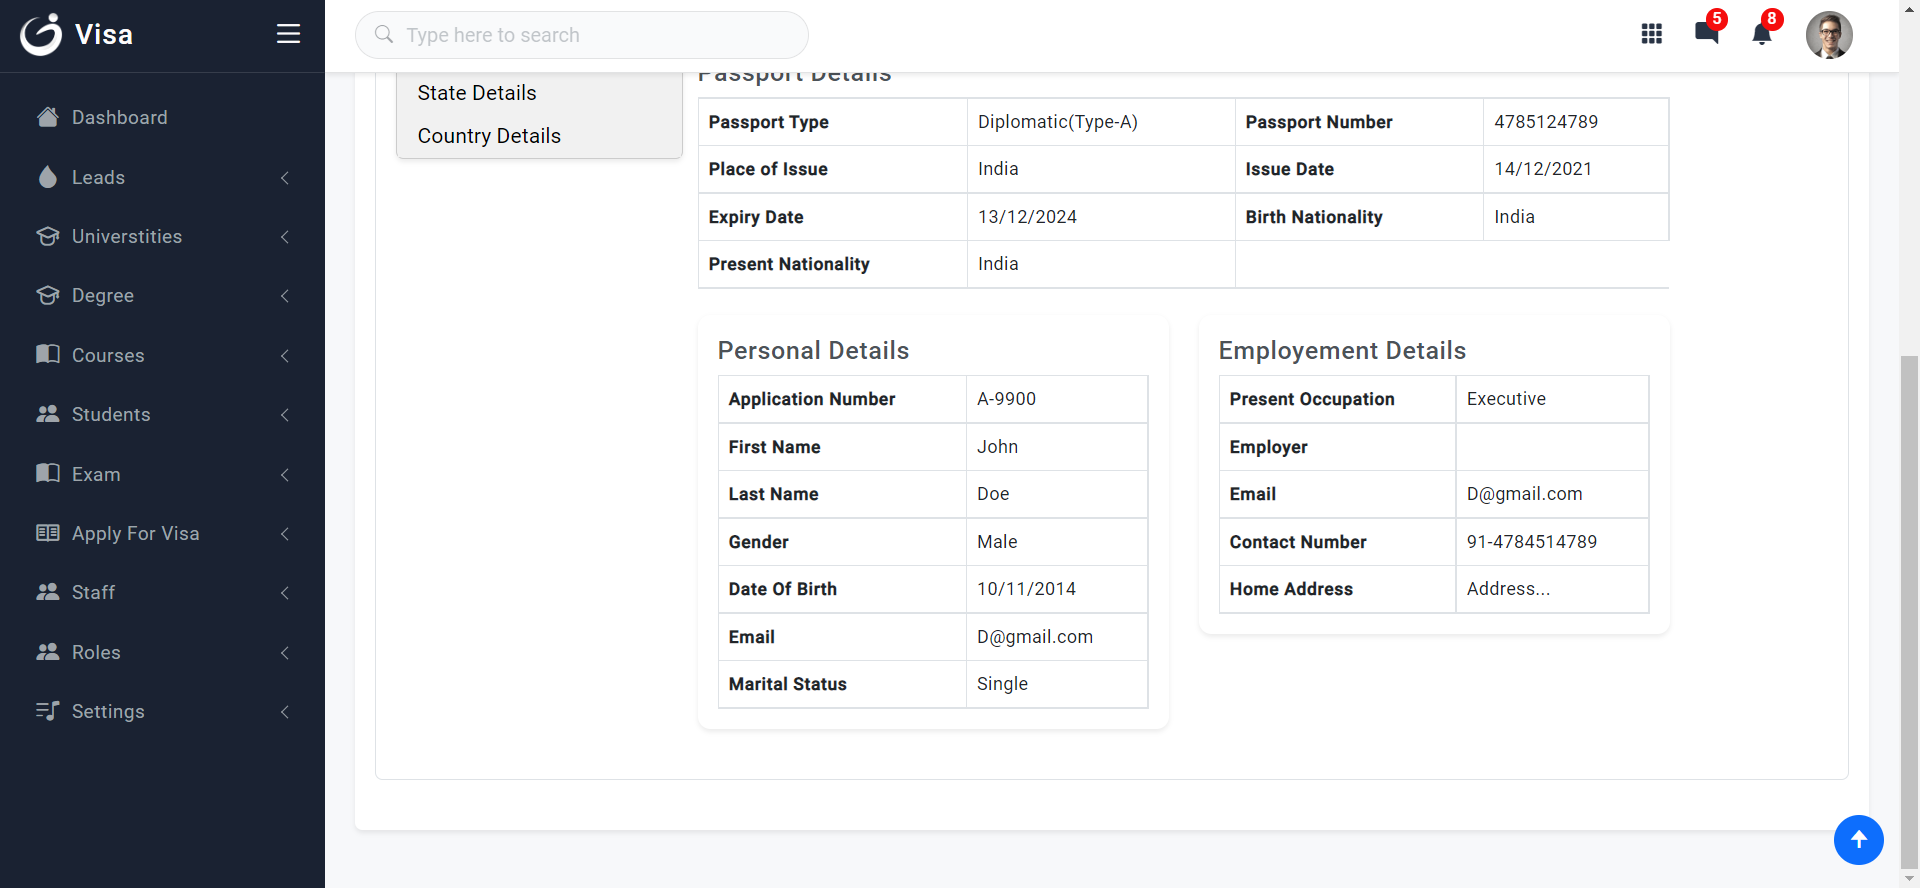 Visa
Type here to search
5
8
Dashboard
Leads
Universtities
Degree
Courses
Students
Exam
Apply For Visa
Staff
Roles
Settings
State Details
Country Details
Passport Details
Passport Type Diplomatic(Type-A) Passport Number 4785124789
Place of Issue India Issue Date 14/12/2021
Expiry Date 13/12/2024 Birth Nationality India
Present Nationality India
Personal Details
Application Number A-9900
First Name John
Last Name Doe
Gender Male
Date Of Birth 10/11/2014
Email D@gmail.com
Marital Status Single
Employement Details
Present Occupation Executive
Employer
Email D@gmail.com
Contact Number 91-4784514789
Home Address Address...